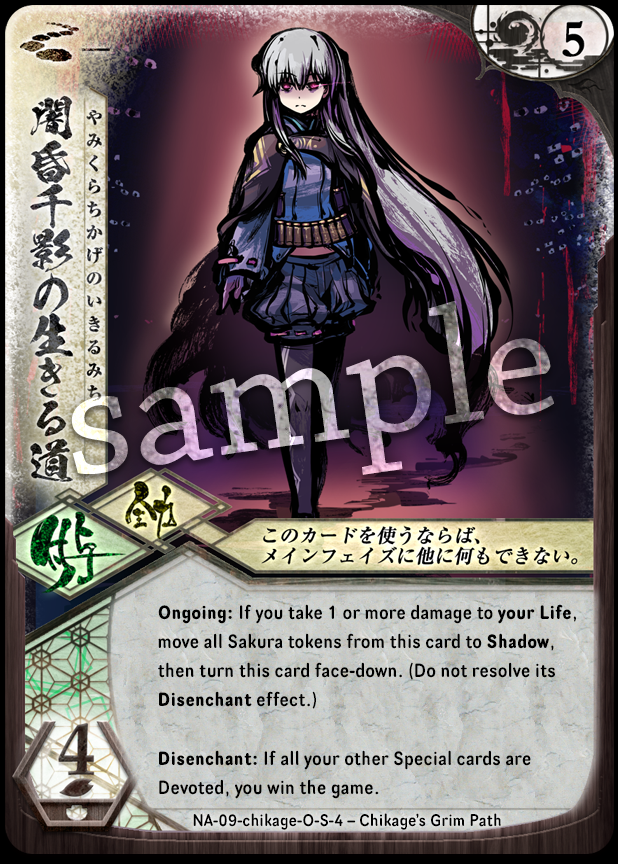 5
闇昏千影の生きる道
やみくらちかげのいきるみち
sample
付与
全力
このカードを使うならば、
メインフェイズに他に何もできない。
Ongoing: If you take 1 or more damage to your Life,
move all Sakura tokens from this card to Shadow,
then turn this card face-down. (Do not resolve its
Disenchant effect.)
Disenchant: If all your other Special cards are
Devoted, you win the game.
4
NA-09-chikage-O-S-4 – Chikage's Grim Path